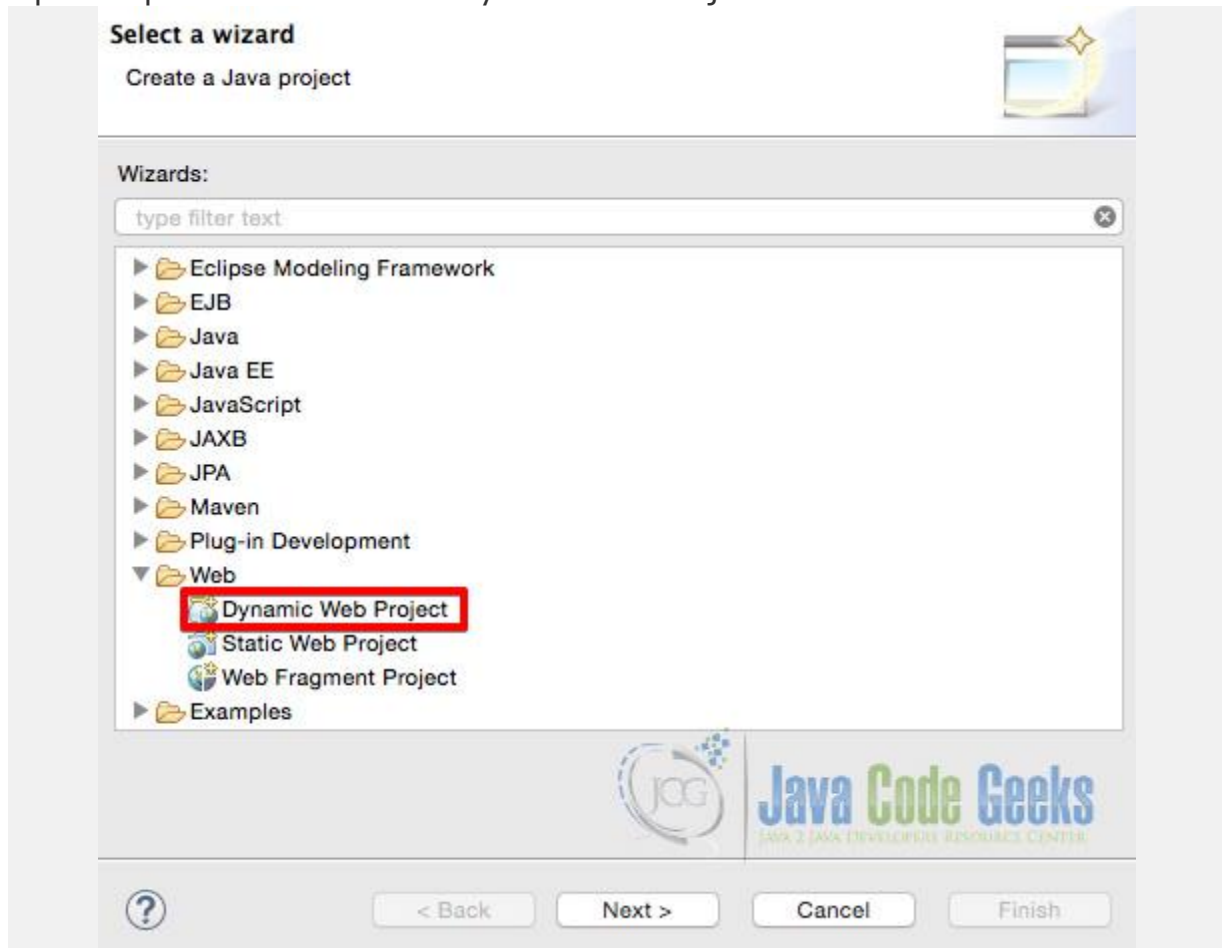 Select a wizard
Create a Java project
Wizards:
type filter text
Eclipse Modeling Framework
EJB
Java
Java EE
JavaScript
JAXB
JPA
Maven
Plug-in Development
Web
Dynamic Web Project
Static Web Project
Web Fragment Project
Examples
JCG
Java Code Geeks
JAVA 2 JAVA DEVELOPERS RESOURCE CENTER
?
< Back
Next >
Cancel
Finish